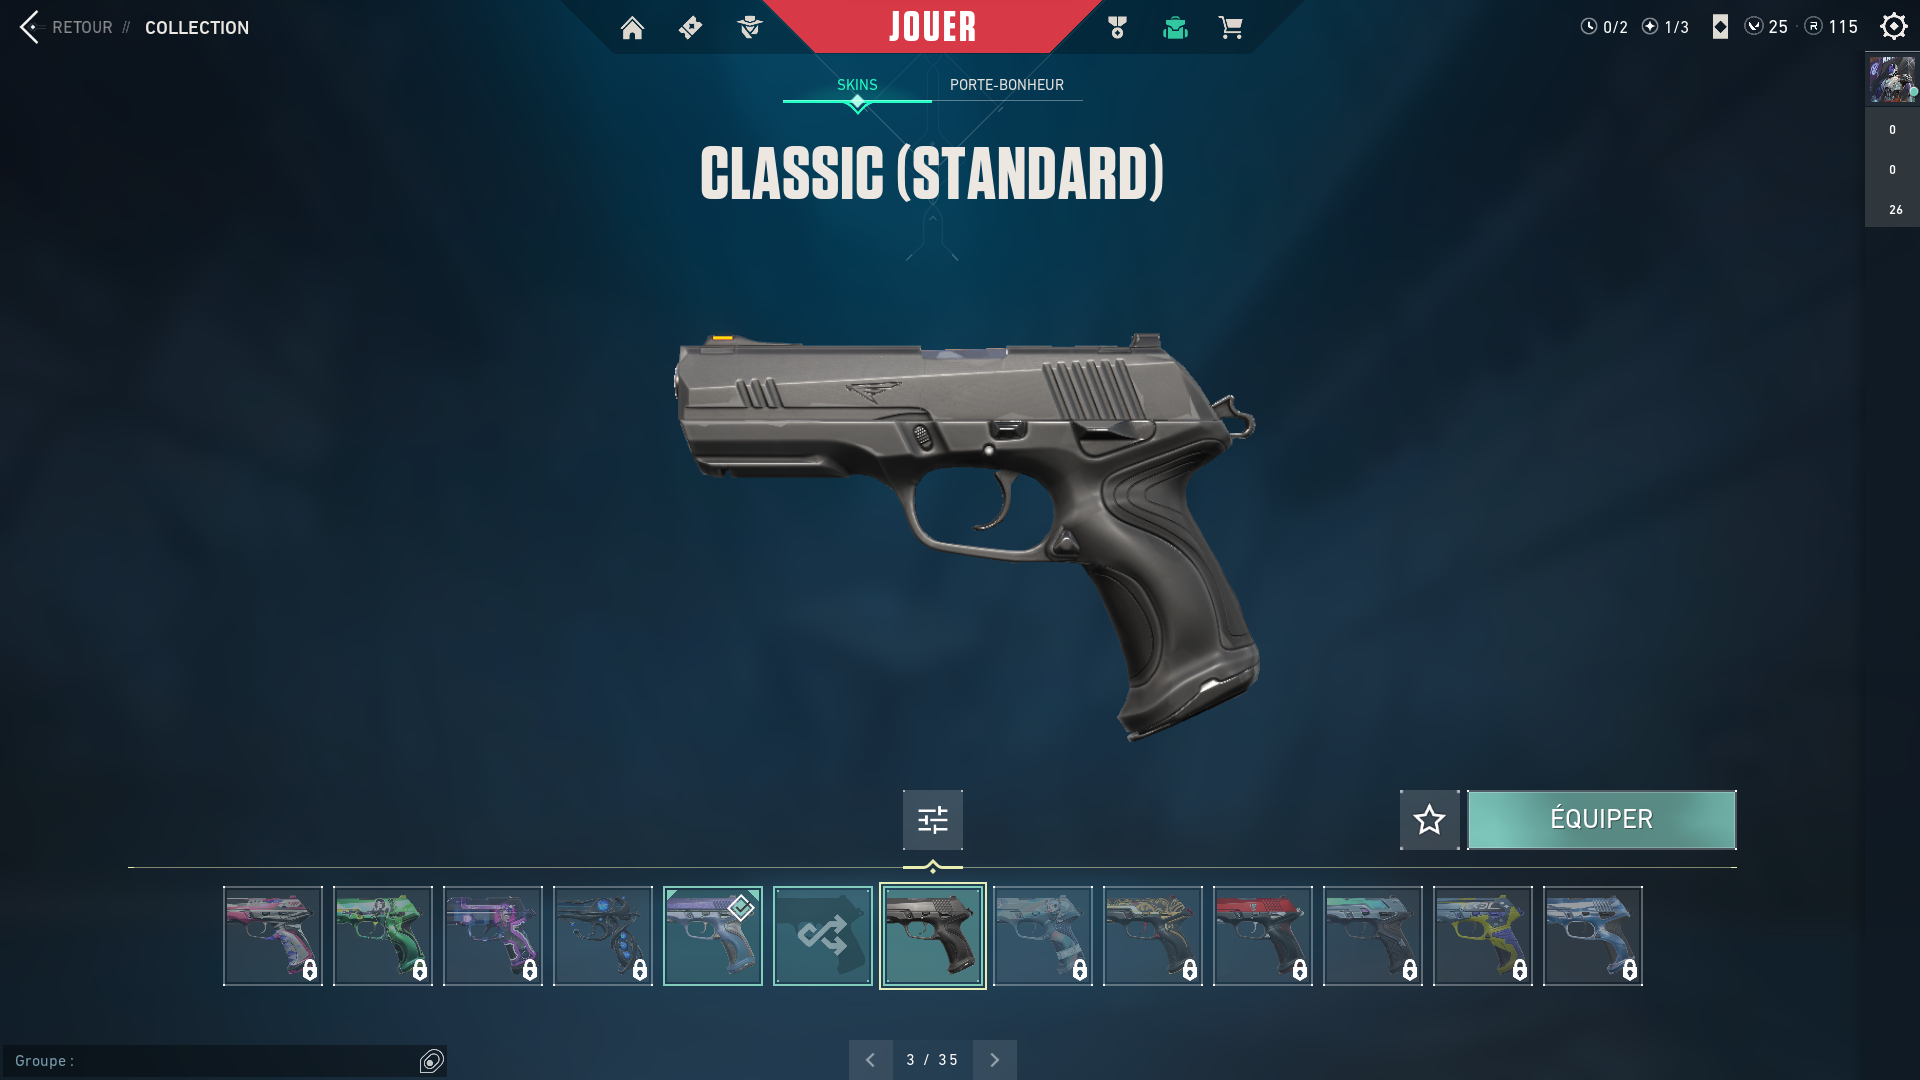 RETOUR // COLLECTION
JOUER
0/2
1/3
25
R 115
SKINS
PORTE-BONHEUR
CLASSIC (STANDARD)
0
0
26
ÉQUIPER
Groupe :
3 / 35